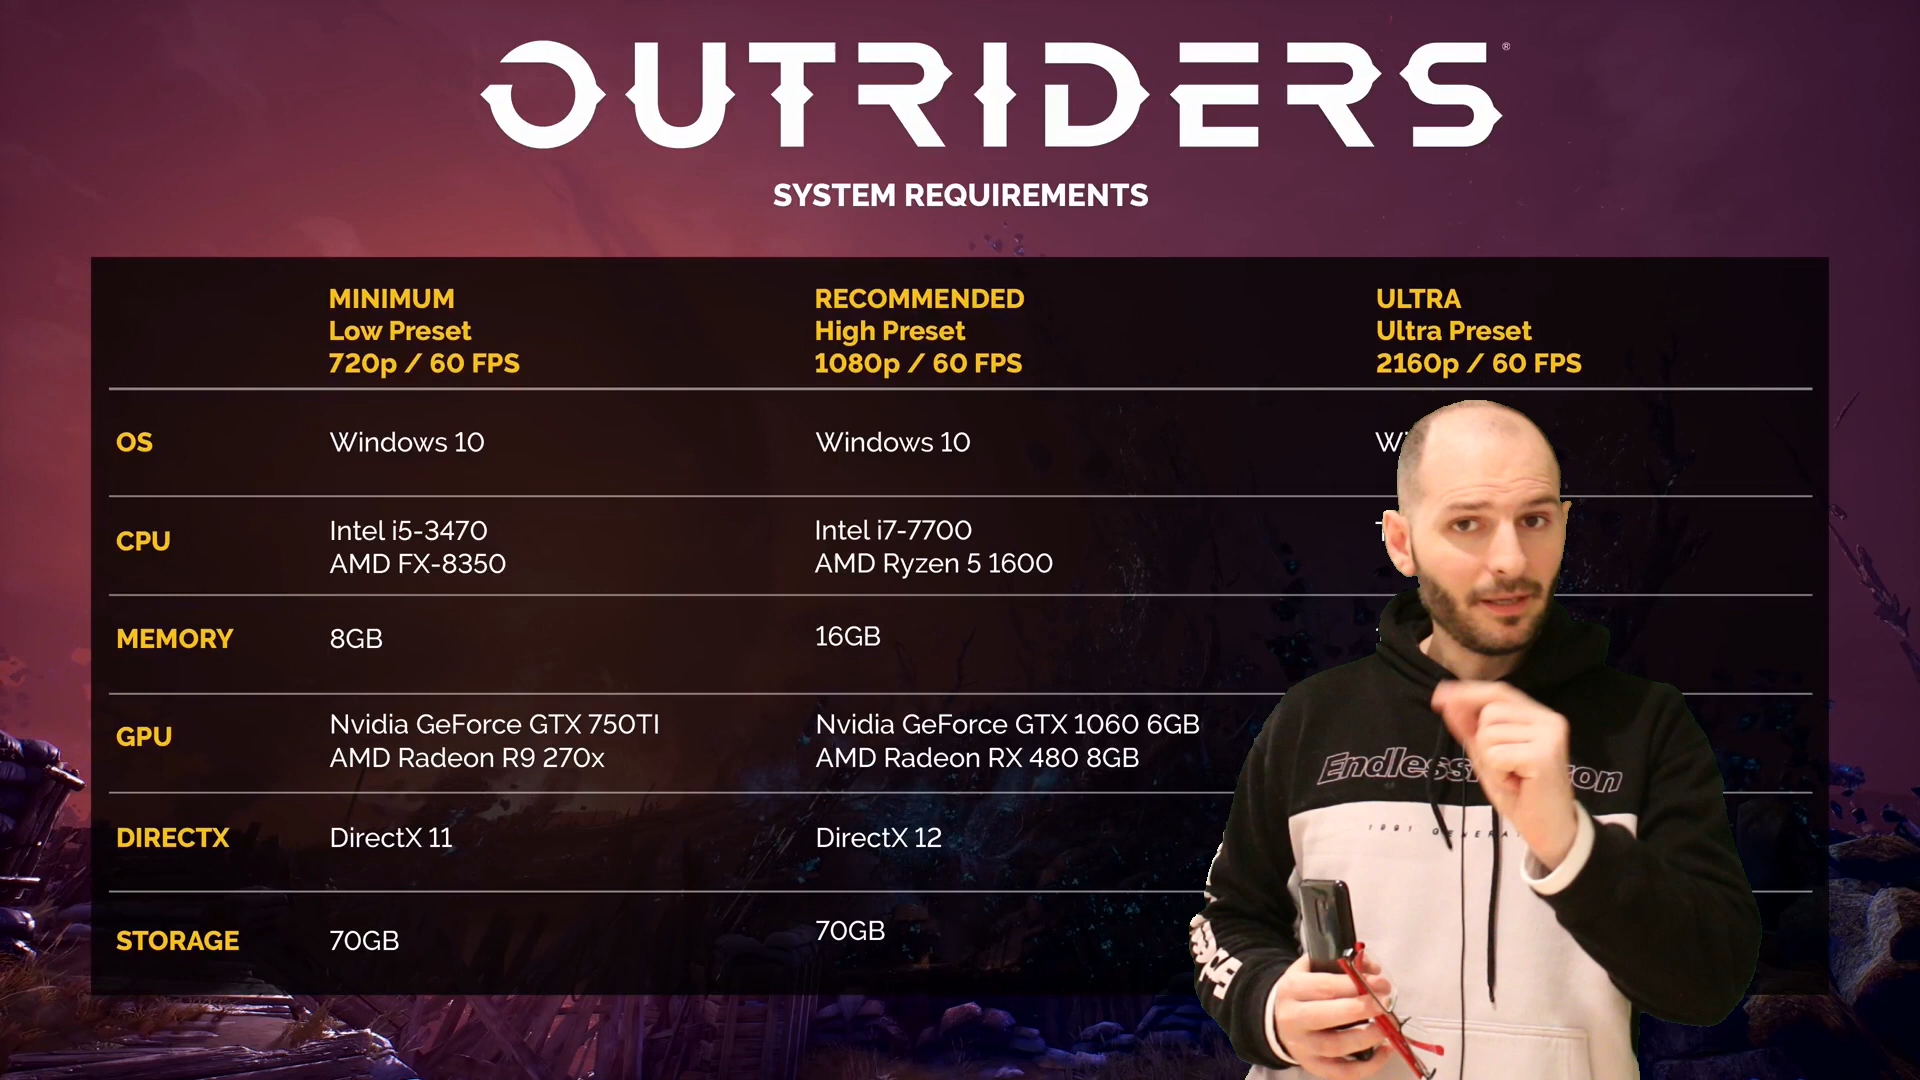 OUTRIDERS®
SYSTEM REQUIREMENTS
MINIMUM
Low Preset
720p / 60 FPS
RECOMMENDED
High Preset
1080p / 60 FPS
ULTRA
Ultra Preset
2160p / 60 FPS
OS
Windows 10
Windows 10
CPU
Intel i5-3470
AMD FX-8350
Intel i7-7700
AMD Ryzen 5 1600
MEMORY
8GB
16GB
GPU
Nvidia GeForce GTX 750TI
AMD Radeon R9 270x
Nvidia GeForce GTX 1060 6GB
AMD Radeon RX 480 8GB
DIRECTX
DirectX 11
DirectX 12
STORAGE
70GB
70GB
1991